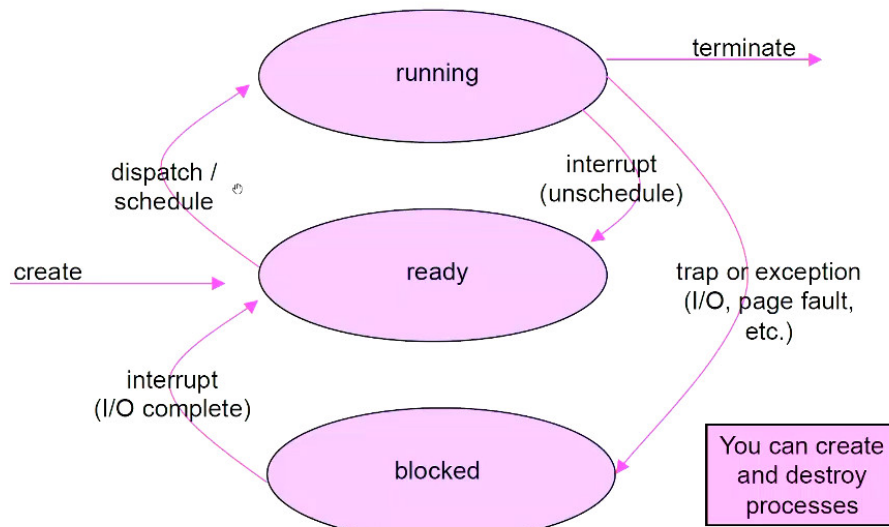 terminate
running
interrupt
(unschedule)
dispatch /
schedule
create
ready
trap or exception
(I/O, page fault,
etc.)
interrupt
(I/O complete)
blocked
You can create
and destroy
processes